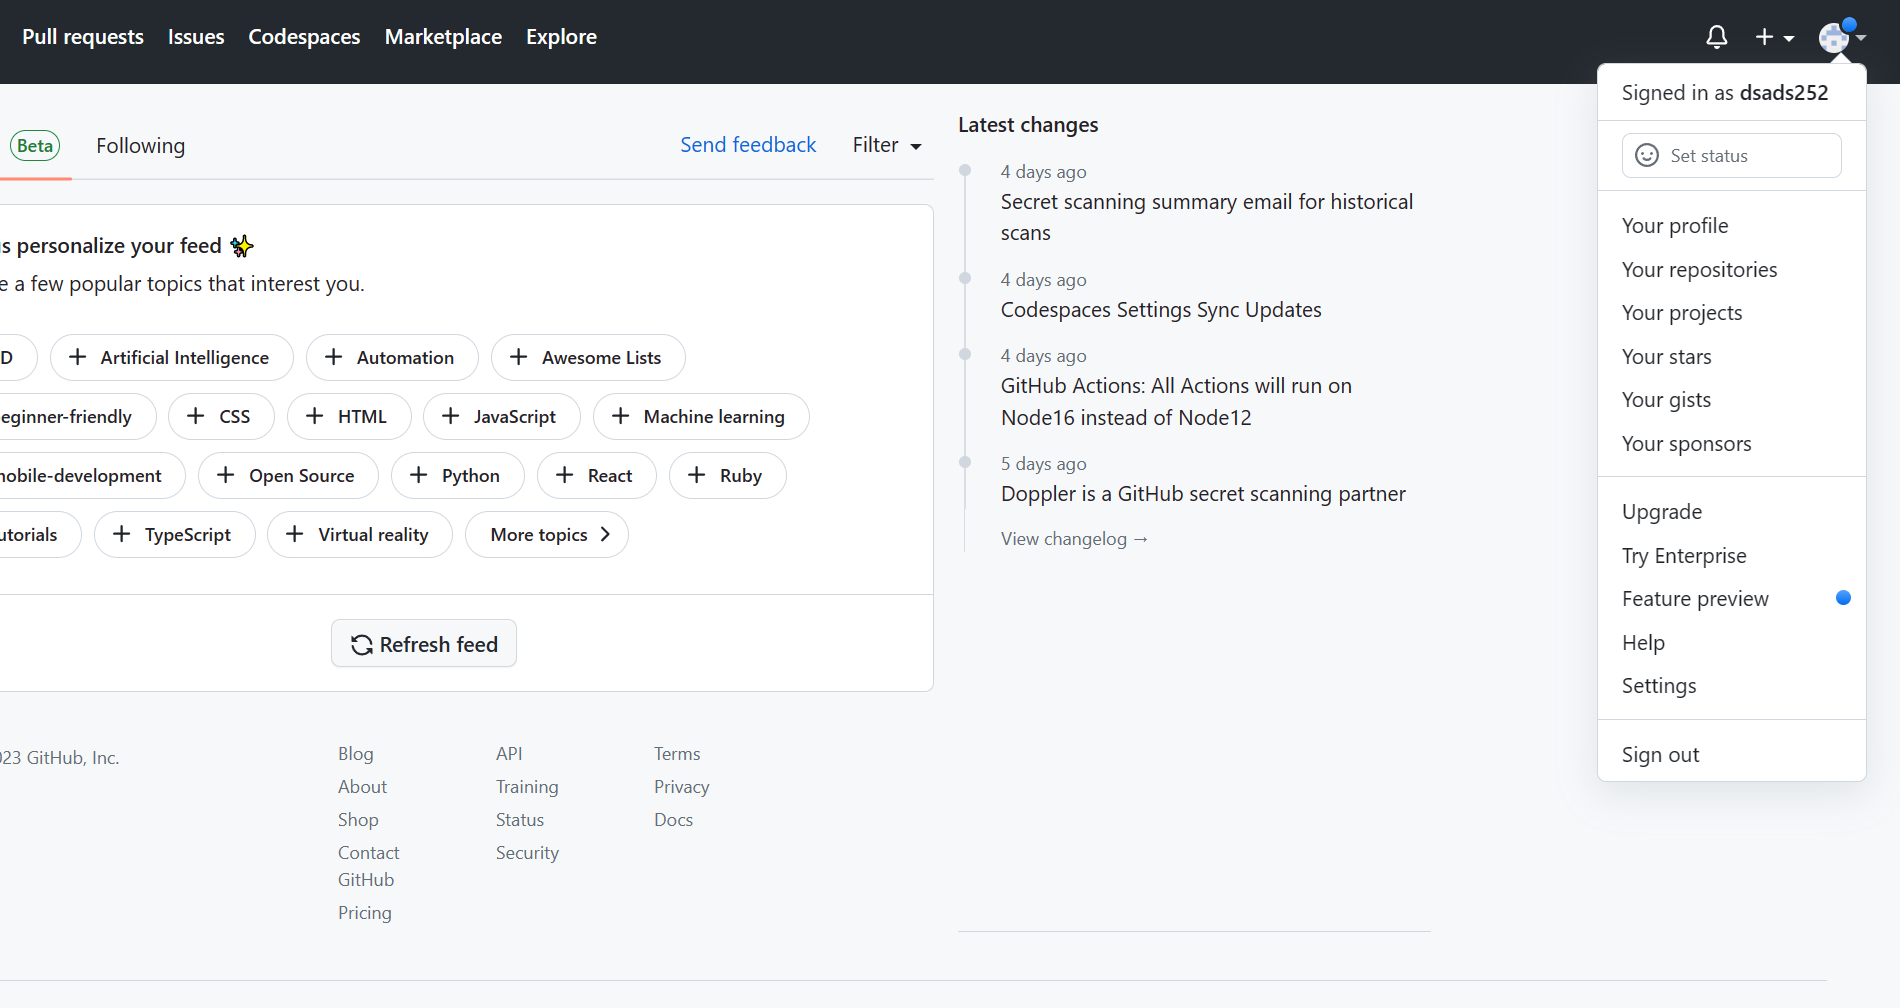 Pull requests Issues Codespaces Marketplace Explore
Beta Following Send feedback Filter
s personalize your feed
e a few popular topics that interest you.
D Artificial Intelligence Automation Awesome Lists
eginner-friendly CSS HTML JavaScript Machine learning
mobile-development Open Source Python React Ruby
utorials TypeScript Virtual reality More topics
Refresh feed
Latest changes
4 days ago
Secret scanning summary email for historical
scans
4 days ago
Codespaces Settings Sync Updates
4 days ago
GitHub Actions: All Actions will run on
Node16 instead of Node12
5 days ago
Doppler is a GitHub secret scanning partner
View changelog →
Signed in as dsads252
Set status
Your profile
Your repositories
Your projects
Your stars
Your gists
Your sponsors
Upgrade
Try Enterprise
Feature preview
Help
Settings
Sign out
023 GitHub, Inc.
Blog
About
Shop
Contact
GitHub
Pricing
API
Training
Status
Security
Terms
Privacy
Docs